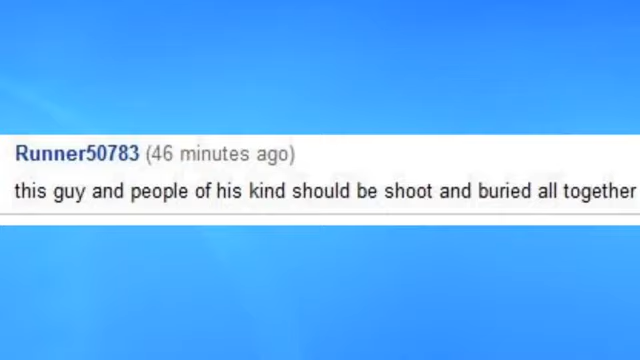 Runner50783 (46 minutes ago)
this guy and people of his kind should be shoot and buried all together